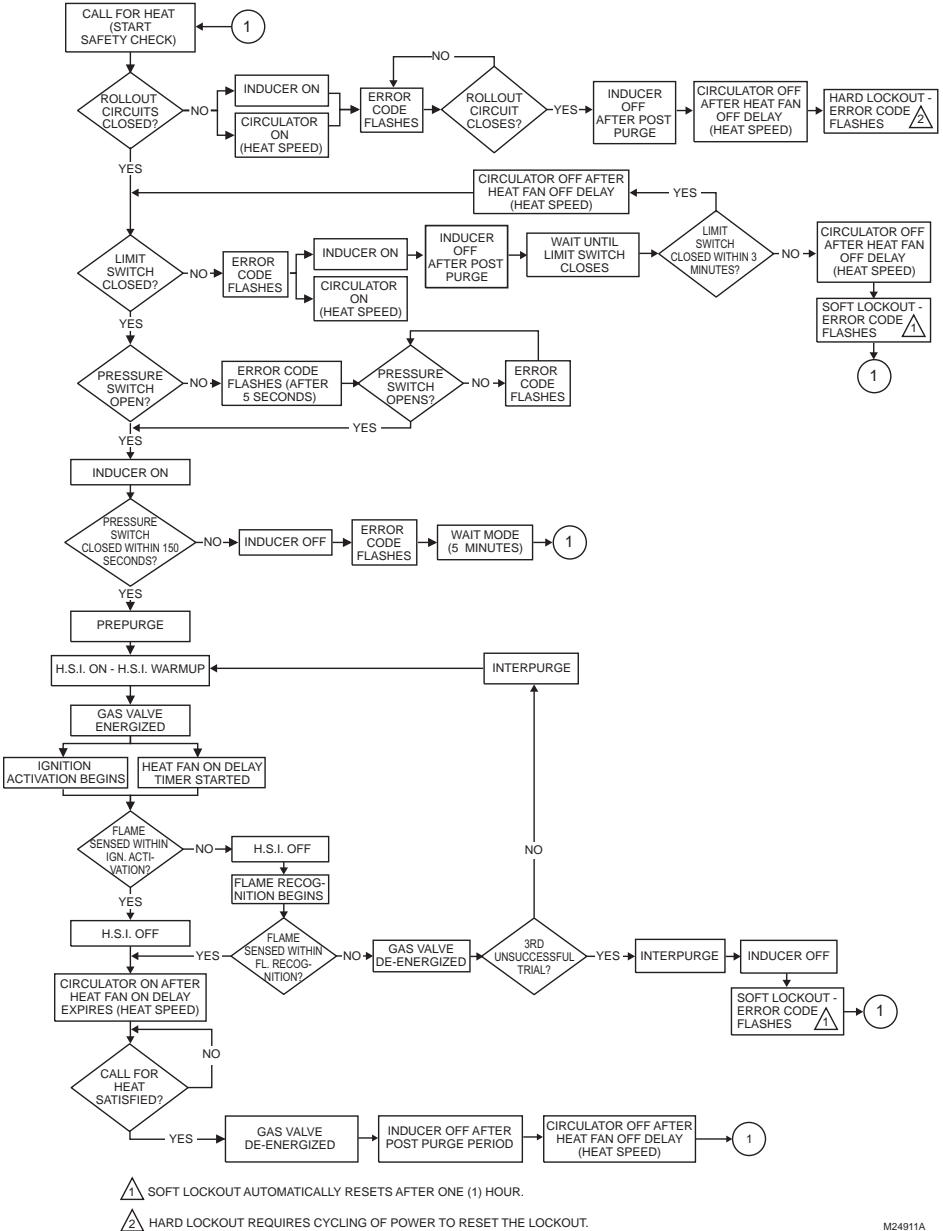 CALL FOR HEAT
(START
SAFETY CHECK)
1
ROLLOUT
CIRCUITS
CLOSED?
NO
INDUCER ON
CIRCULATOR
ON
(HEAT SPEED)
ERROR
CODE
FLASHES
NO
ROLLOUT
CIRCUIT
CLOSES?
YES
INDUCER
OFF
AFTER POST
PURGE
CIRCULATOR OFF
AFTER HEAT FAN
OFF DELAY
(HEAT SPEED)
HARD LOCKOUT -
ERROR CODE
FLASHES
2
YES
CIRCULATOR OFF AFTER
HEAT FAN OFF DELAY
(HEAT SPEED)
YES
LIMIT
SWITCH
CLOSED?
NO
ERROR
CODE
FLASHES
INDUCER ON
CIRCULATOR
ON
(HEAT SPEED)
INDUCER
OFF
AFTER POST
PURGE
WAIT UNTIL
LIMIT SWITCH
CLOSES
LIMIT
SWITCH
CLOSED WITHIN 3
MINUTES?
NO
CIRCULATOR OFF
AFTER HEAT FAN
OFF DELAY
(HEAT SPEED)
SOFT LOCKOUT -
ERROR CODE
FLASHES
1
1
YES
PRESSURE
SWITCH
OPEN?
NO
ERROR CODE
FLASHES (AFTER
5 SECONDS)
PRESSURE
SWITCH
OPENS?
NO
ERROR
CODE
FLASHES
YES
YES
INDUCER ON
PRESSURE
SWITCH
CLOSED WITHIN 150
SECONDS?
NO
INDUCER OFF
ERROR
CODE
FLASHES
WAIT MODE
(5 MINUTES)
1
YES
PREPURGE
H.S.I. ON - H.S.I. WARMUP
INTERPURGE
GAS VALVE
ENERGIZED
IGNITION
ACTIVATION BEGINS
HEAT FAN ON DELAY
TIMER STARTED
FLAME
SENSED WITHIN
IGN. ACTI-
VATION?
NO
H.S.I. OFF
FLAME RECOG-
NITION BEGINS
NO
YES
H.S.I. OFF
YES
FLAME
SENSED WITHIN
FL. RECOG-
NITION?
NO
GAS VALVE
DE-ENERGIZED
3RD
UNSUCCESSFUL
TRIAL?
YES
INTERPURGE
INDUCER OFF
SOFT LOCKOUT -
ERROR CODE
FLASHES
1
1
CIRCULATOR ON AFTER
HEAT FAN ON DELAY
EXPIRES (HEAT SPEED)
NO
CALL FOR
HEAT
SATISFIED?
YES
GAS VALVE
DE-ENERGIZED
INDUCER OFF AFTER
POST PURGE PERIOD
CIRCULATOR OFF AFTER
HEAT FAN OFF DELAY
(HEAT SPEED)
1
1 SOFT LOCKOUT AUTOMATICALLY RESETS AFTER ONE (1) HOUR.
2 HARD LOCKOUT REQUIRES CYCLING OF POWER TO RESET THE LOCKOUT.
M24911A